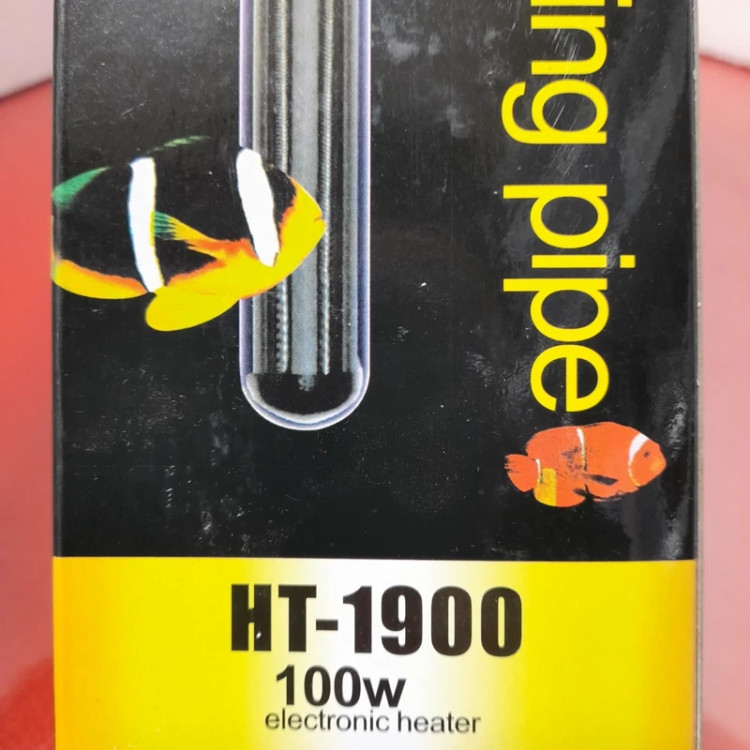 ing pipe
HT-1900
100w
electronic heater